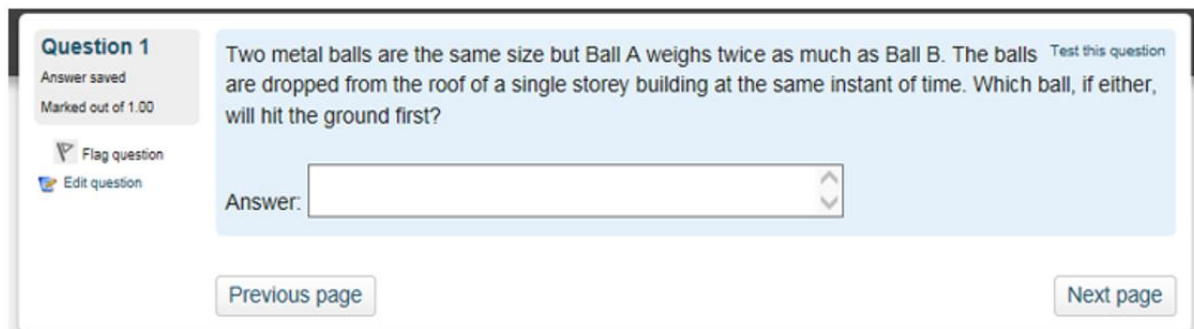 Question 1
Answer saved
Marked out of 1.00
Flag question
Edit question
Two metal balls are the same size but Ball A weighs twice as much as Ball B. The balls
Test this question
are dropped from the roof of a single storey building at the same instant of time. Which ball, if either,
will hit the ground first?
Answer:
Previous page
Next page